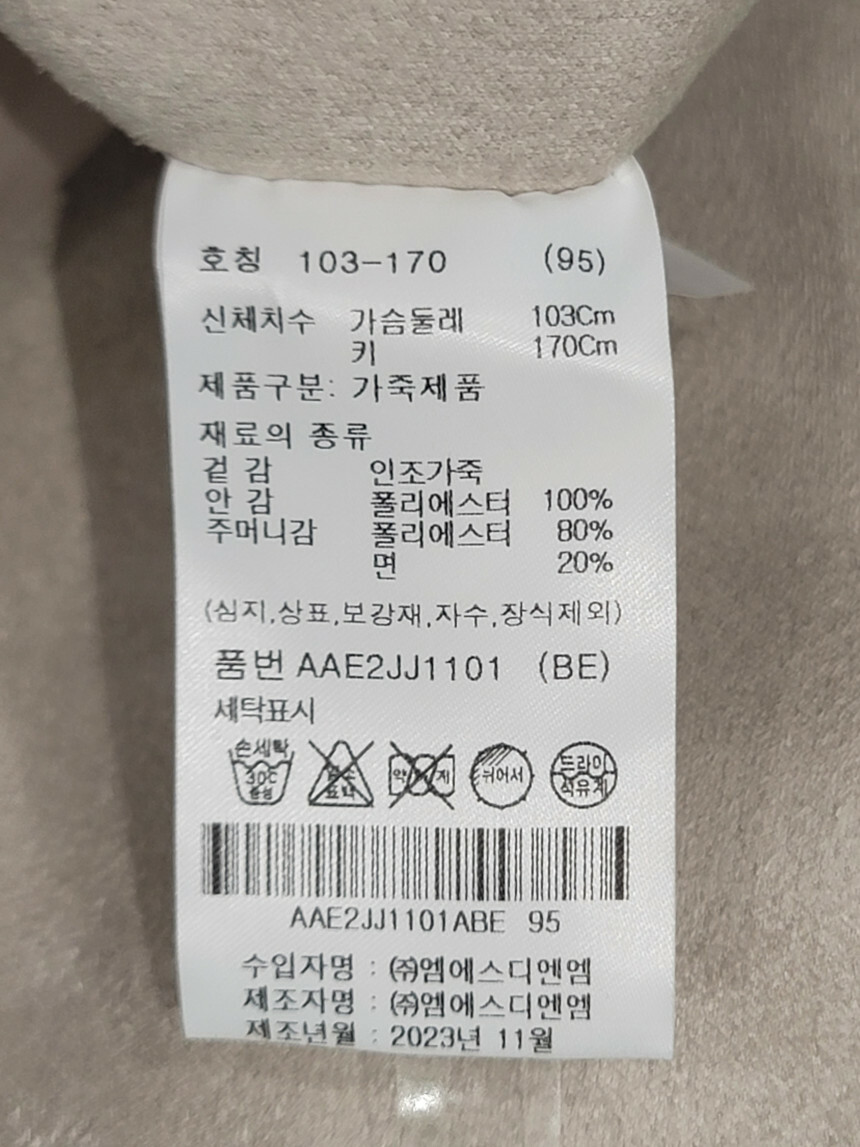 호칭 103-170 (95)
신체치수 가슴둘레 103Cm
키 170Cm
제품구분: 가죽제품
재료의 종류
겉 감 인조가죽
안 감 폴리에스터 100%
주머니감 폴리에스터 80%
면 20%
(심지,상표,보강재,자수,장식제외)
품번 AAE2JJ1101 (BE)
세탁표시
손세탁 30℃ 중성
표백
뉘어서
드라이 석유계
AAE2JJ1101ABE 95
수입자명 : ㈜엠에스디엔엠
제조자명 : ㈜엠에스디엔엠
제조년월 : 2023년 11월